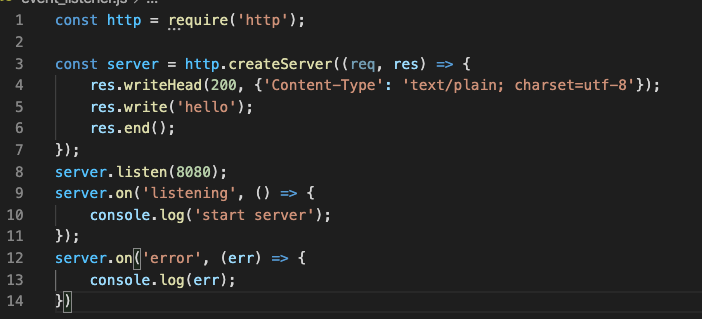 event_listener.js > ...
1 const http = require('http');
2
3 const server = http.createServer((req, res) => {
4     res.writeHead(200, {'Content-Type': 'text/plain; charset=utf-8'});
5     res.write('hello');
6     res.end();
7 });
8 server.listen(8080);
9 server.on('listening', () => {
10     console.log('start server');
11 });
12 server.on('error', (err) => {
13     console.log(err);
14 })